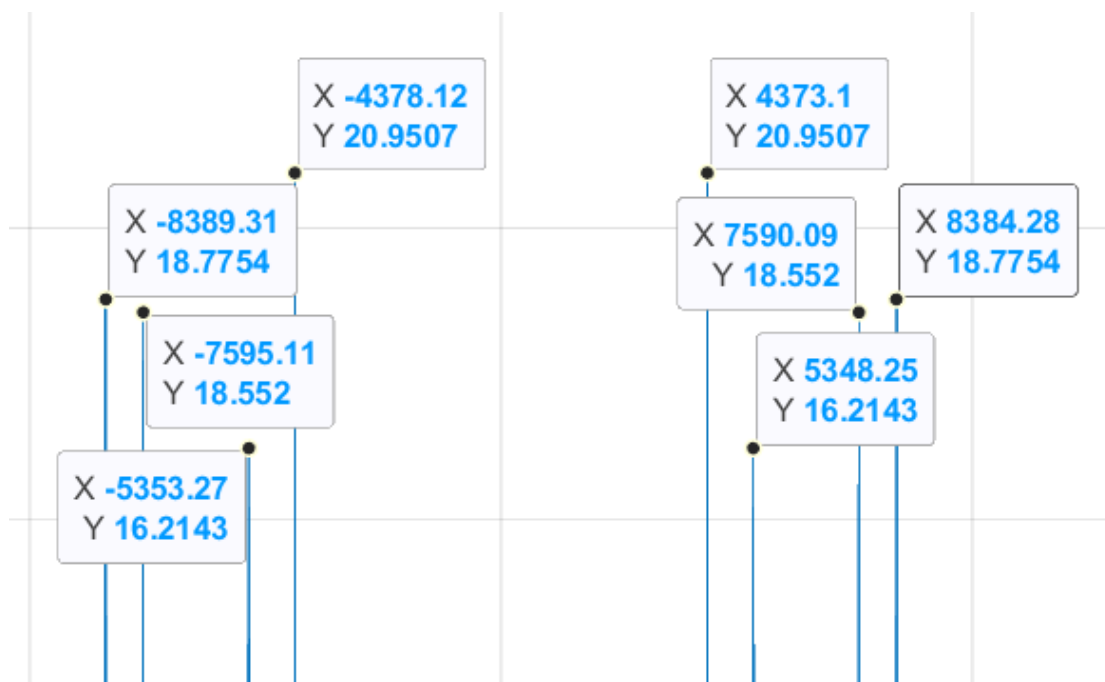 X -4378.12
Y 20.9507
X 4373.1
Y 20.9507
X -8389.31
Y 18.7754
X 7590.09
Y 18.552
X 8384.28
Y 18.7754
X -7595.11
Y 18.552
X 5348.25
Y 16.2143
X -5353.27
Y 16.2143